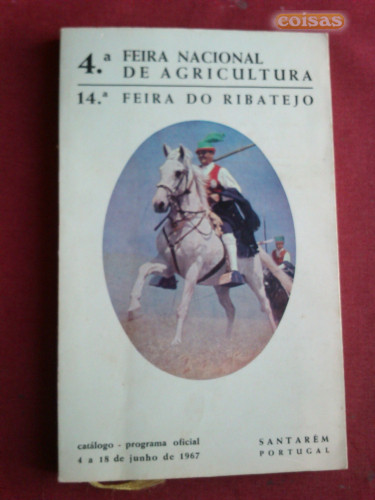 coisas
4.ª FEIRA NACIONAL
DE AGRICULTURA
14.ª FEIRA DO RIBATEJO
catálogo - programa oficial
4 a 18 de junho de 1967
SANTARÉM
PORTUGAL